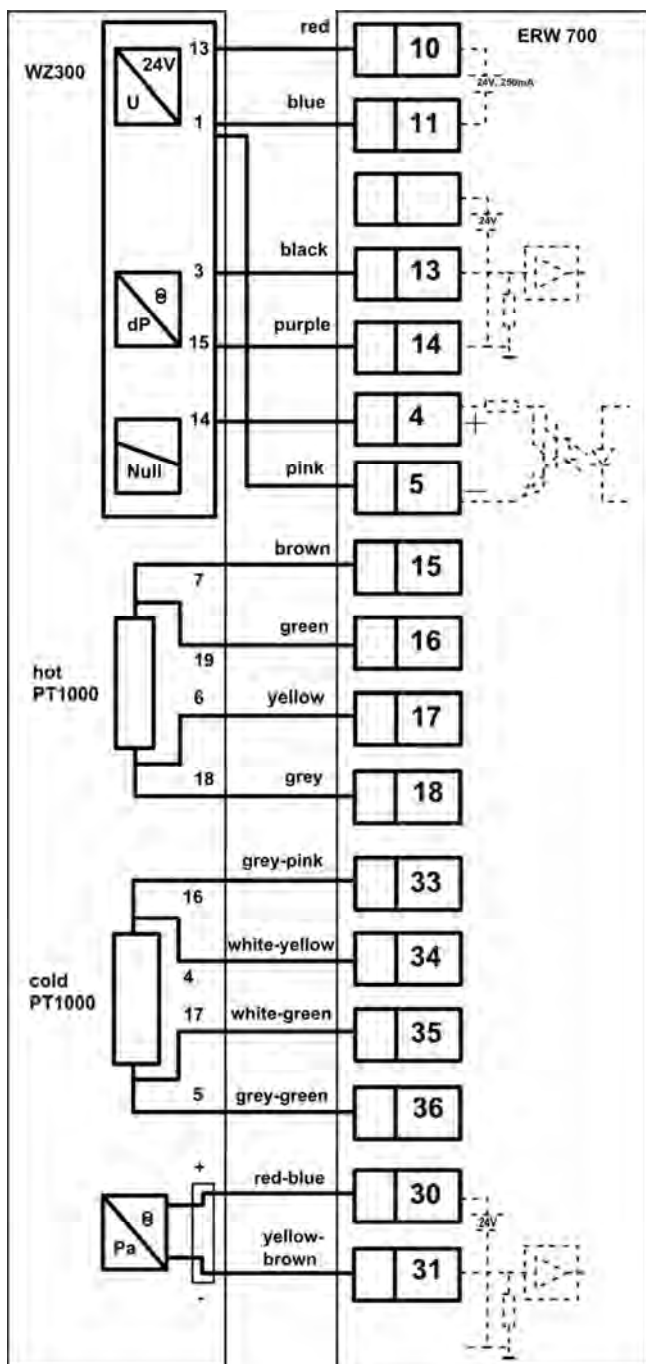 red
ERW 700
13
10
WZ300
24V
U
24V, 250mA
blue
1
11
24V
black
3
13
Θ
dP
purple
15
14
14
4
+
Null
pink
5
−
brown
15
7
green
16
19
hot
PT1000
6
yellow
17
18
grey
18
grey-pink
33
16
white-yellow
34
4
cold
PT1000
17
white-green
35
5
grey-green
36
+
red-blue
30
24V
Θ
Pa
yellow-
brown
31
-